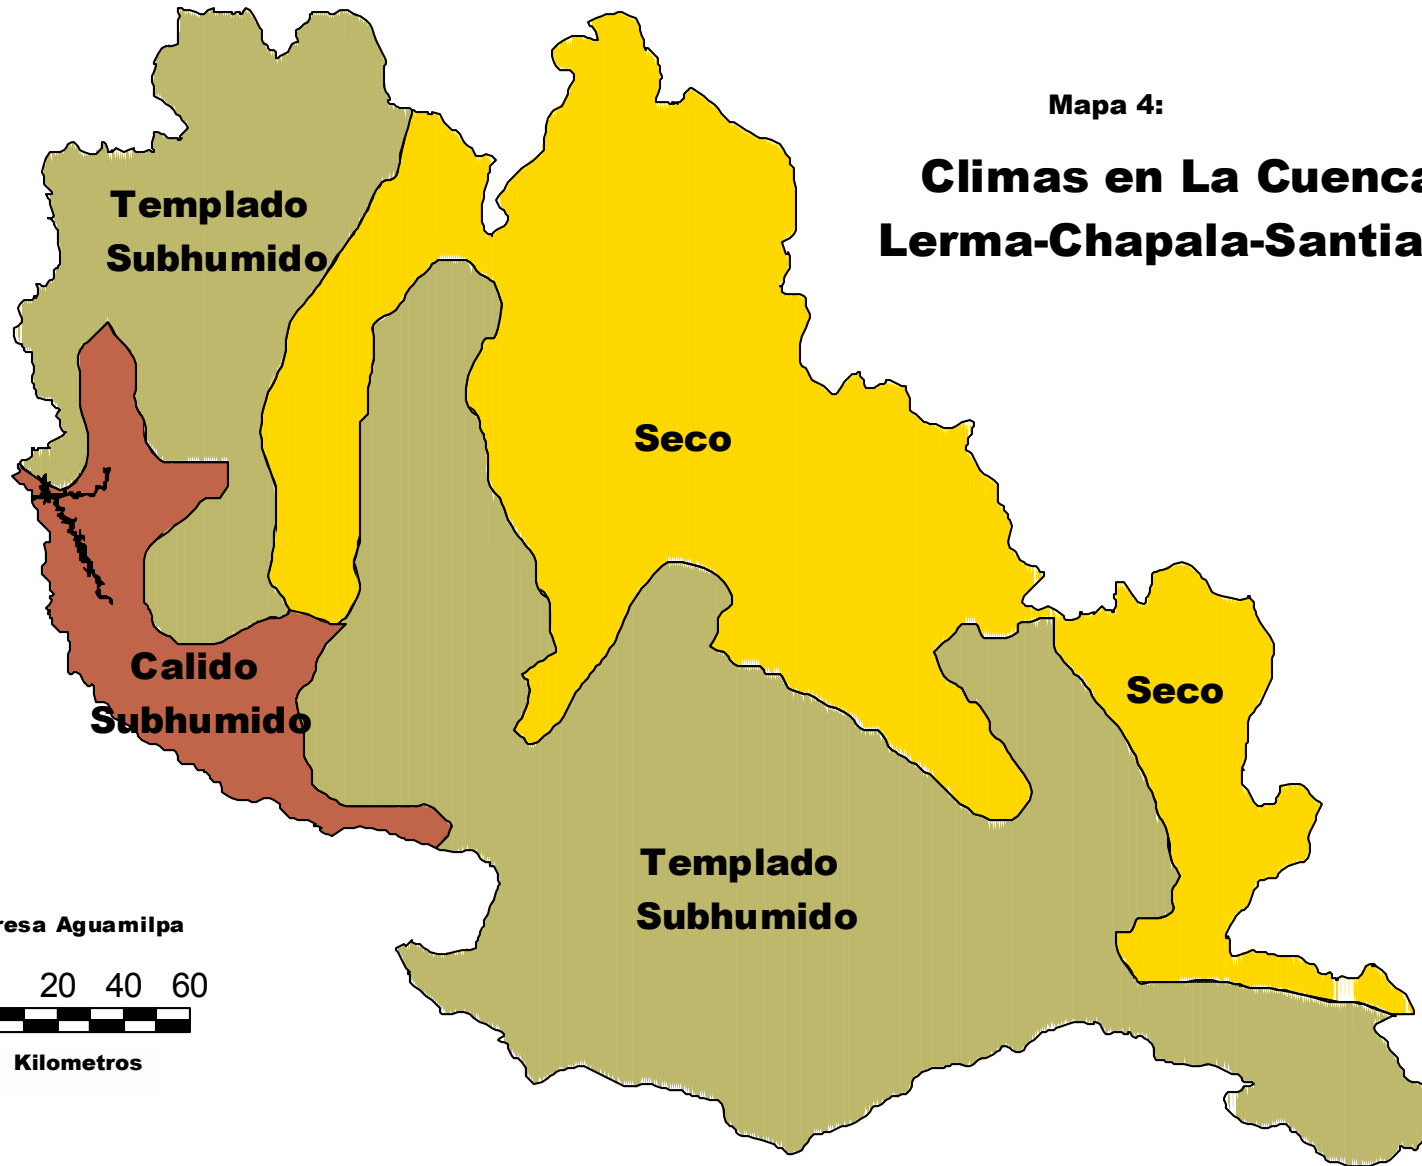 Mapa 4:
Climas en La Cuenca
Lerma-Chapala-Santia
Templado
Subhumido
Seco
Calido
Subhumido
Seco
Templado
Subhumido
resa Aguamilpa
20 40 60
Kilometros